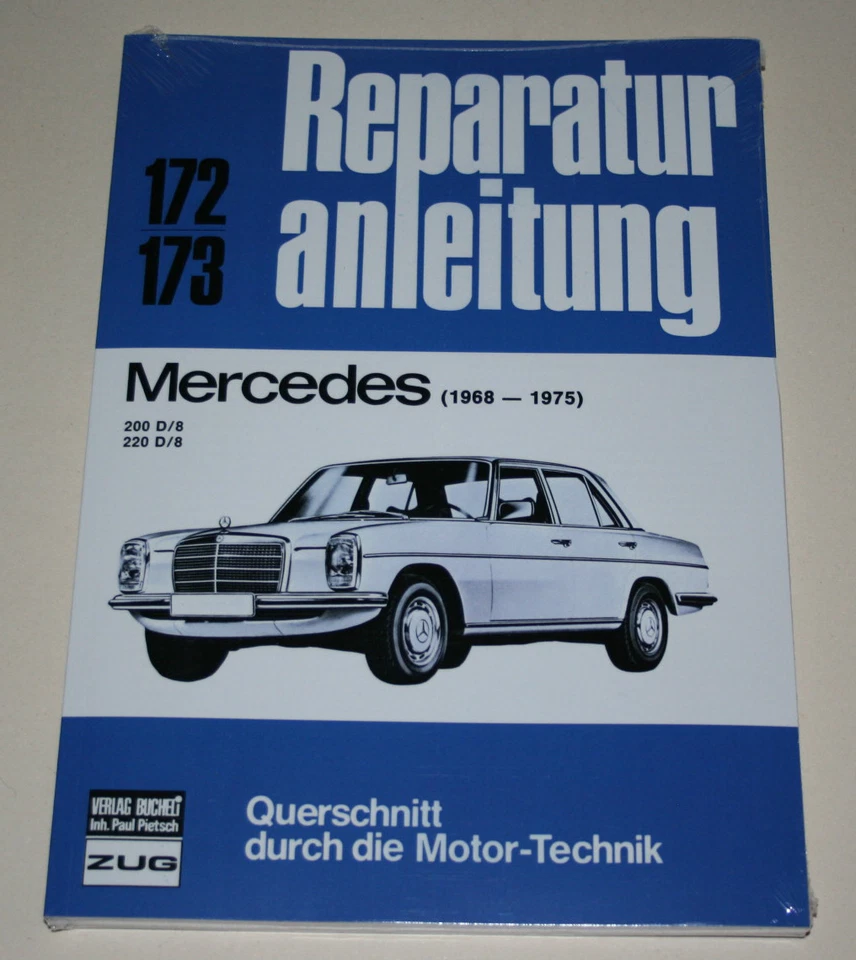 Reparatur
anleitung
172
173
Mercedes (1968 — 1975)
200 D/8
220 D/8
VERLAG BUCHELI
Inh. Paul Pietsch
ZUG
Querschnitt
durch die Motor-Technik